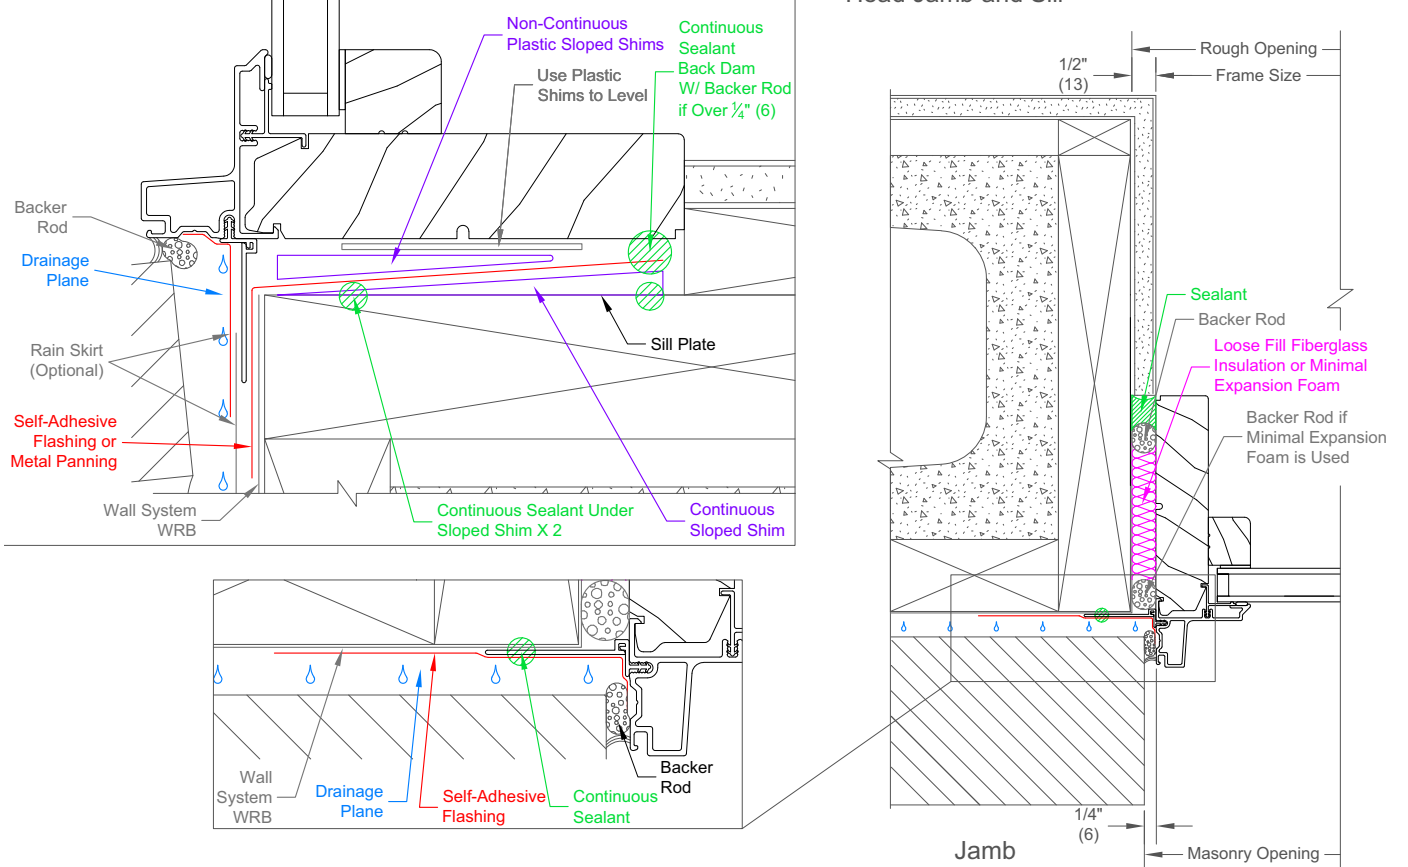 Head Jamb and Sill
Non-Continuous
Plastic Sloped Shims
Continuous
Sealant
Back Dam
W/ Backer Rod
if Over 1/4" (6)
Use Plastic
Shims to Level
Backer
Rod
Drainage
Plane
Rain Skirt
(Optional)
Self-Adhesive
Flashing or
Metal Panning
Wall System
WRB
Sill Plate
Continuous Sealant Under
Sloped Shim X 2
Continuous
Sloped Shim
Wall
System
WRB
Drainage
Plane
Self-Adhesive
Flashing
Continuous
Sealant
Backer
Rod
Rough Opening
1/2"
(13)
Frame Size
Sealant
Backer Rod
Loose Fill Fiberglass
Insulation or Minimal
Expansion Foam
Backer Rod if
Minimal Expansion
Foam is Used
1/4"
(6)
Masonry Opening
Jamb